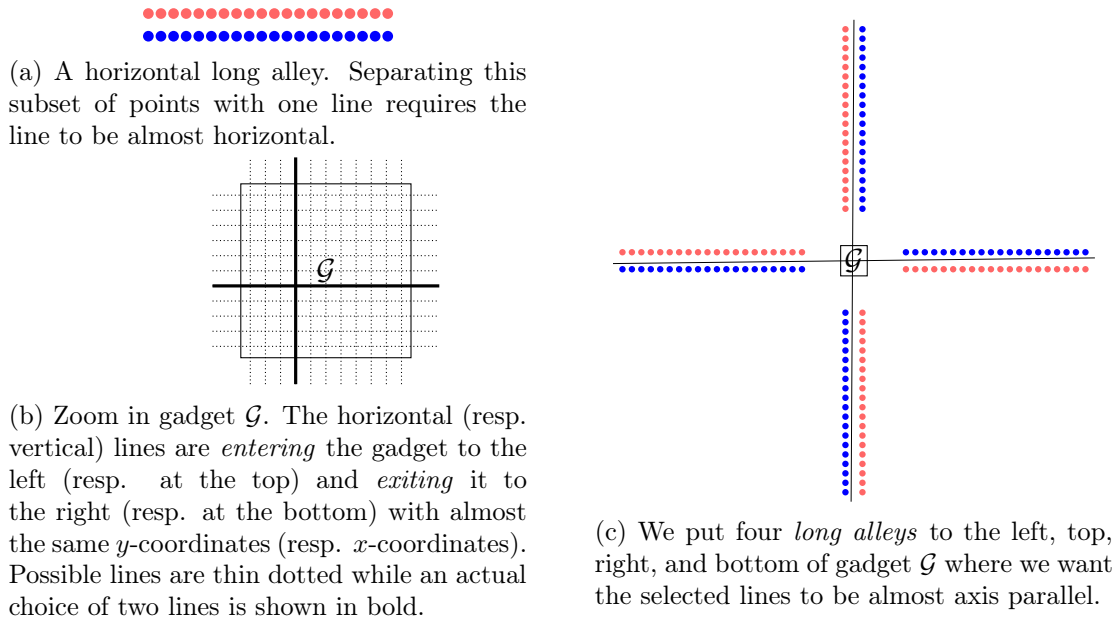 (a) A horizontal long alley. Separating this
subset of points with one line requires the
line to be almost horizontal.
𝒢
(b) Zoom in gadget 𝒢. The horizontal (resp.
vertical) lines are entering the gadget to the
left (resp. at the top) and exiting it to
the right (resp. at the bottom) with almost
the same y-coordinates (resp. x-coordinates).
Possible lines are thin dotted while an actual
choice of two lines is shown in bold.
𝒢
(c) We put four long alleys to the left, top,
right, and bottom of gadget 𝒢 where we want
the selected lines to be almost axis parallel.